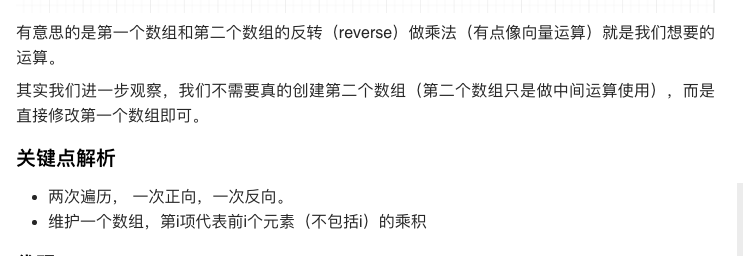 有意思的是第一个数组和第二个数组的反转（reverse）做乘法（有点像向量运算）就是我们想要的
运算。
其实我们进一步观察，我们不需要真的创建第二个数组（第二个数组只是做中间运算使用），而是
直接修改第一个数组即可。
关键点解析
两次遍历， 一次正向，一次反向。
维护一个数组，第i项代表前i个元素（不包括i）的乘积